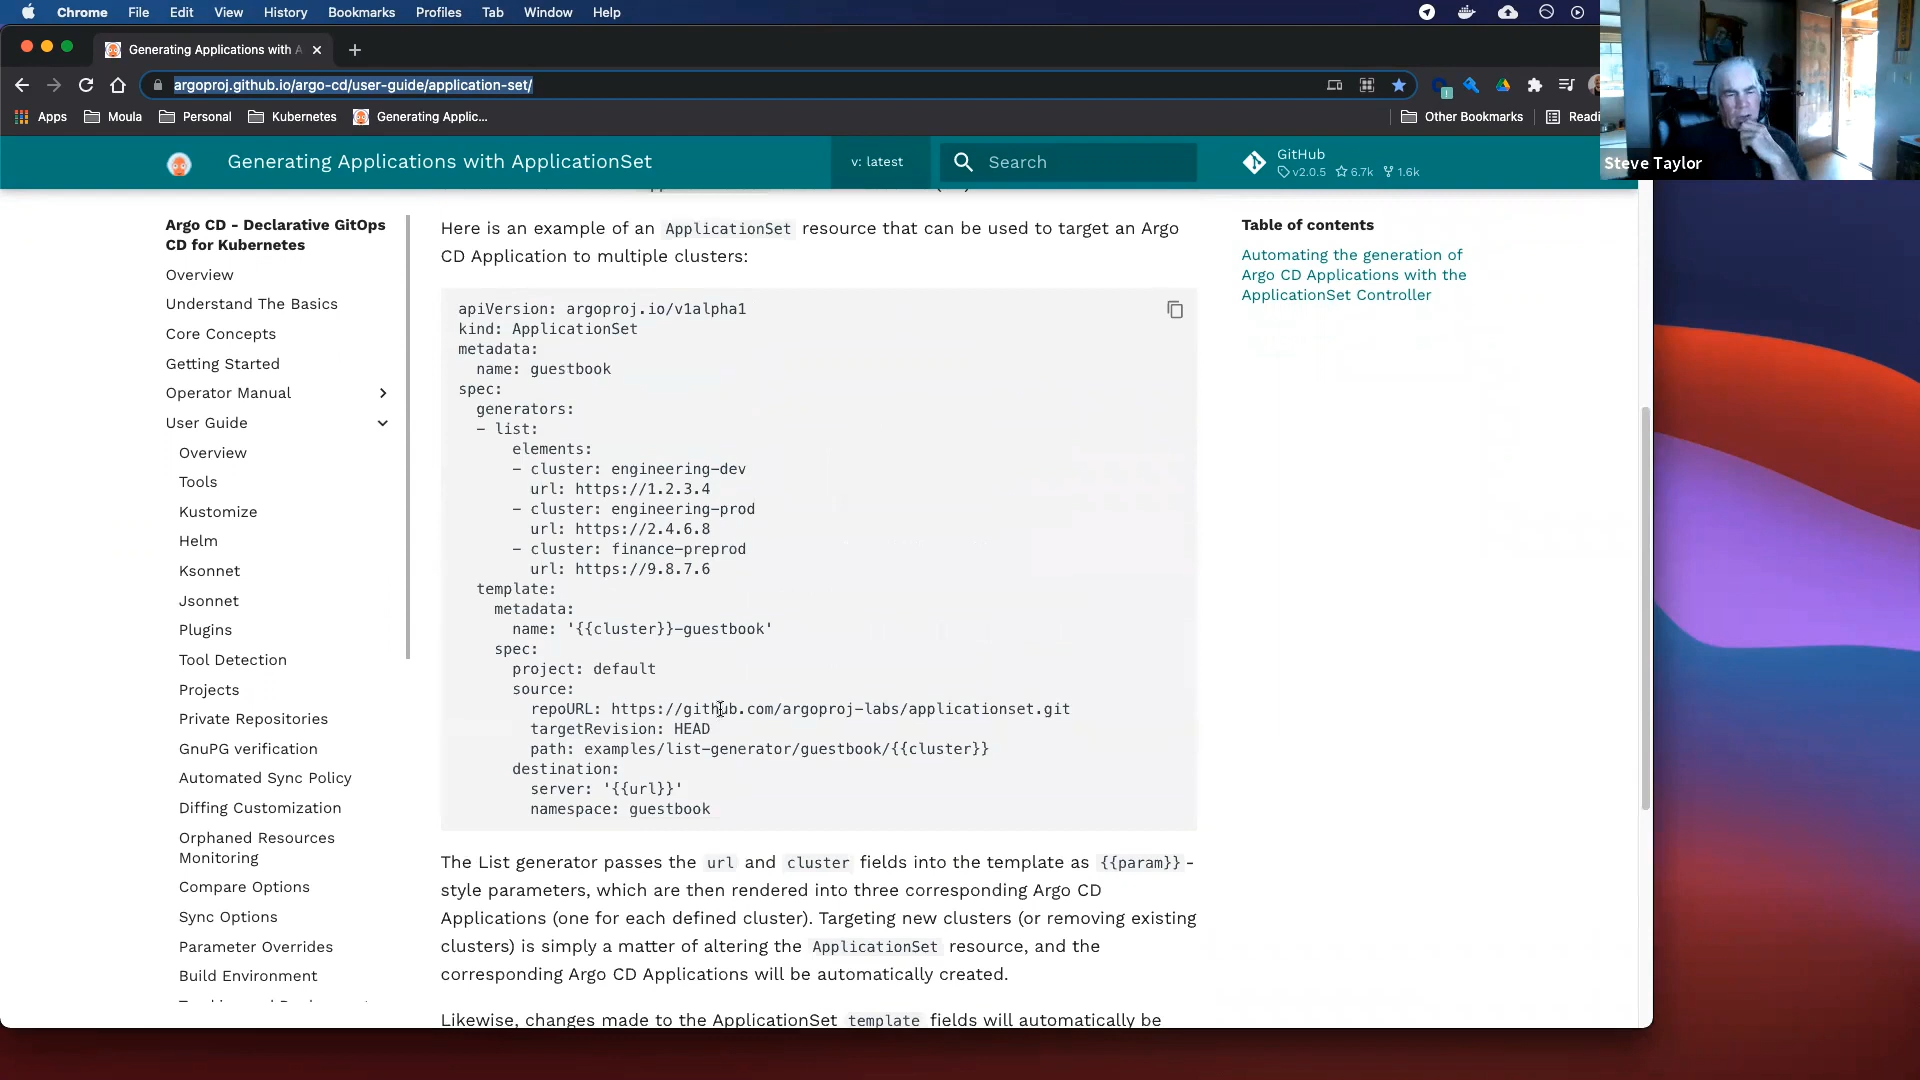 Chrome File Edit View History Bookmarks Profiles Tab Window Help
Generating Applications with A
argoproj.github.io/argo-cd/user-guide/application-set/
Apps Moula Personal Kubernetes Generating Applic... Other Bookmarks Readi
Steve Taylor
Generating Applications with ApplicationSet
v: latest
Search
GitHub
v2.0.5 6.7k 1.6k
Argo CD - Declarative GitOps
CD for Kubernetes
Overview
Understand The Basics
Core Concepts
Getting Started
Operator Manual
User Guide
Overview
Tools
Kustomize
Helm
Ksonnet
Jsonnet
Plugins
Tool Detection
Projects
Private Repositories
GnuPG verification
Automated Sync Policy
Diffing Customization
Orphaned Resources
Monitoring
Compare Options
Sync Options
Parameter Overrides
Build Environment
Here is an example of an ApplicationSet resource that can be used to target an Argo
CD Application to multiple clusters:
apiVersion: argoproj.io/v1alpha1
kind: ApplicationSet
metadata:
  name: guestbook
spec:
  generators:
  - list:
      elements:
      - cluster: engineering-dev
        url: https://1.2.3.4
      - cluster: engineering-prod
        url: https://2.4.6.8
      - cluster: finance-preprod
        url: https://9.8.7.6
  template:
    metadata:
      name: '{{cluster}}-guestbook'
    spec:
      project: default
      source:
        repoURL: https://github.com/argoproj-labs/applicationset.git
        targetRevision: HEAD
        path: examples/list-generator/guestbook/{{cluster}}
      destination:
        server: '{{url}}'
        namespace: guestbook
The List generator passes the url and cluster fields into the template as {{param}}-
style parameters, which are then rendered into three corresponding Argo CD
Applications (one for each defined cluster). Targeting new clusters (or removing existing
clusters) is simply a matter of altering the ApplicationSet resource, and the
corresponding Argo CD Applications will be automatically created.
Likewise, changes made to the ApplicationSet template fields will automatically be
Table of contents
Automating the generation of
Argo CD Applications with the
ApplicationSet Controller